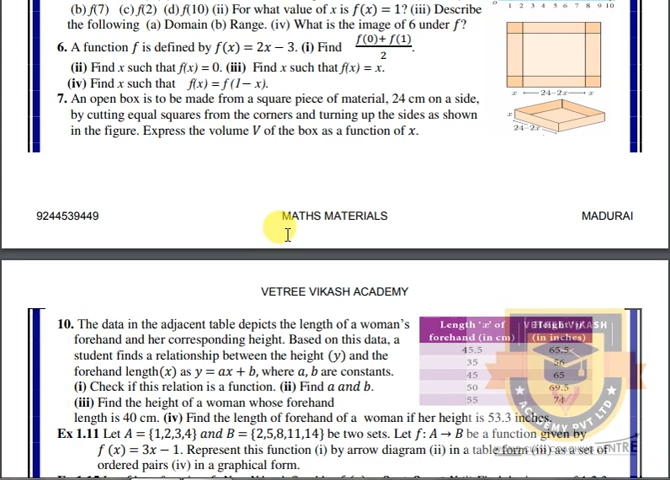 (b) f(7) (c) f(2) (d) f(10) (ii) For what value of x is f(x) = 1? (iii) Describe
the following (a) Domain (b) Range. (iv) What is the image of 6 under f?
0 1 2 3 4 5 6 7 8 9 10
6. A function f is defined by f(x) = 2x − 3. (i) Find f(0)+ f(1)/2.
(ii) Find x such that f(x) = 0. (iii) Find x such that f(x) = x.
(iv) Find x such that f(x) = f(1 − x).
7. An open box is to be made from a square piece of material, 24 cm on a side,
by cutting equal squares from the corners and turning up the sides as shown
in the figure. Express the volume V of the box as a function of x.
x 24−2x x
x
24−2x
9244539449 MATHS MATERIALS MADURAI
VETREE VIKASH ACADEMY
10. The data in the adjacent table depicts the length of a woman's
forehand and her corresponding height. Based on this data, a
student finds a relationship between the height (y) and the
forehand length(x) as y = ax + b, where a, b are constants.
(i) Check if this relation is a function. (ii) Find a and b.
(iii) Find the height of a woman whose forehand
length is 40 cm. (iv) Find the length of forehand of a woman if her height is 53.3 inches.
Length 'x' of Height 'y'
forehand (in cm) (in inches)
45.5 65.5
35 56
45 65
50 69.5
55 74
VIKASH
ACADEMY PVT LTD
Ex 1.11 Let A = {1,2,3,4} and B = {2,5,8,11,14} be two sets. Let f: A → B be a function given by
f (x) = 3x − 1. Represent this function (i) by arrow diagram (ii) in a table form (iii) as a set of
ordered pairs (iv) in a graphical form.